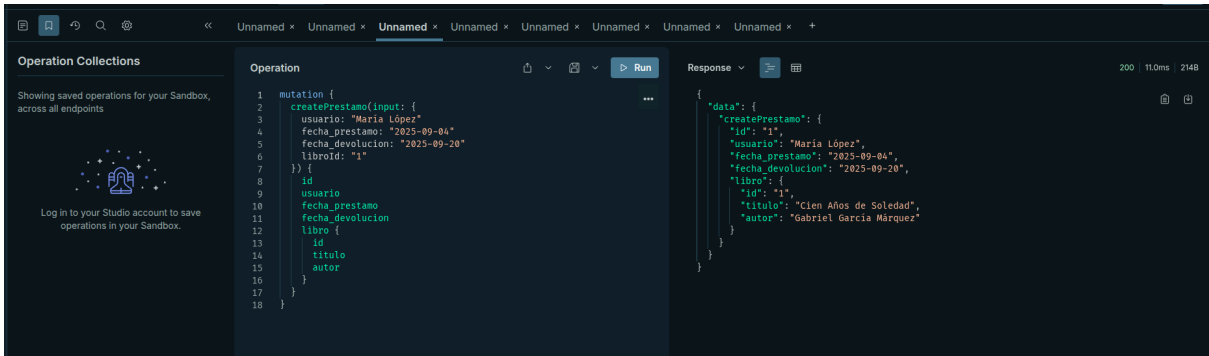 Unnamed × Unnamed × Unnamed × Unnamed × Unnamed × Unnamed × Unnamed × Unnamed × +
Operation Collections
Showing saved operations for your Sandbox,
across all endpoints
Log in to your Studio account to save
operations in your Sandbox.
Operation
Run
1 mutation {
2 createPrestamo(input: {
3 usuario: "María López"
4 fecha_prestamo: "2025-09-04"
5 fecha_devolucion: "2025-09-20"
6 libroId: "1"
7 }) {
8 id
9 usuario
10 fecha_prestamo
11 fecha_devolucion
12 libro {
13 id
14 titulo
15 autor
16 }
17 }
18 }
Response
200 11.0ms 214B
{
"data": {
"createPrestamo": {
"id": "1",
"usuario": "María López",
"fecha_prestamo": "2025-09-04",
"fecha_devolucion": "2025-09-20",
"libro": {
"id": "1",
"titulo": "Cien Años de Soledad",
"autor": "Gabriel García Márquez"
}
}
}
}